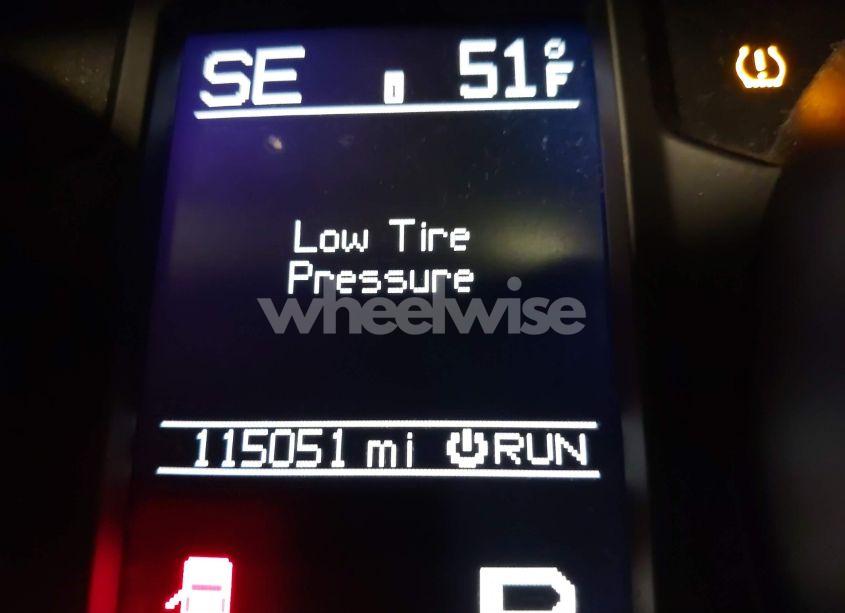 SE 51°F
Low Tire
Pressure
wheelwise
115051 mi RUN